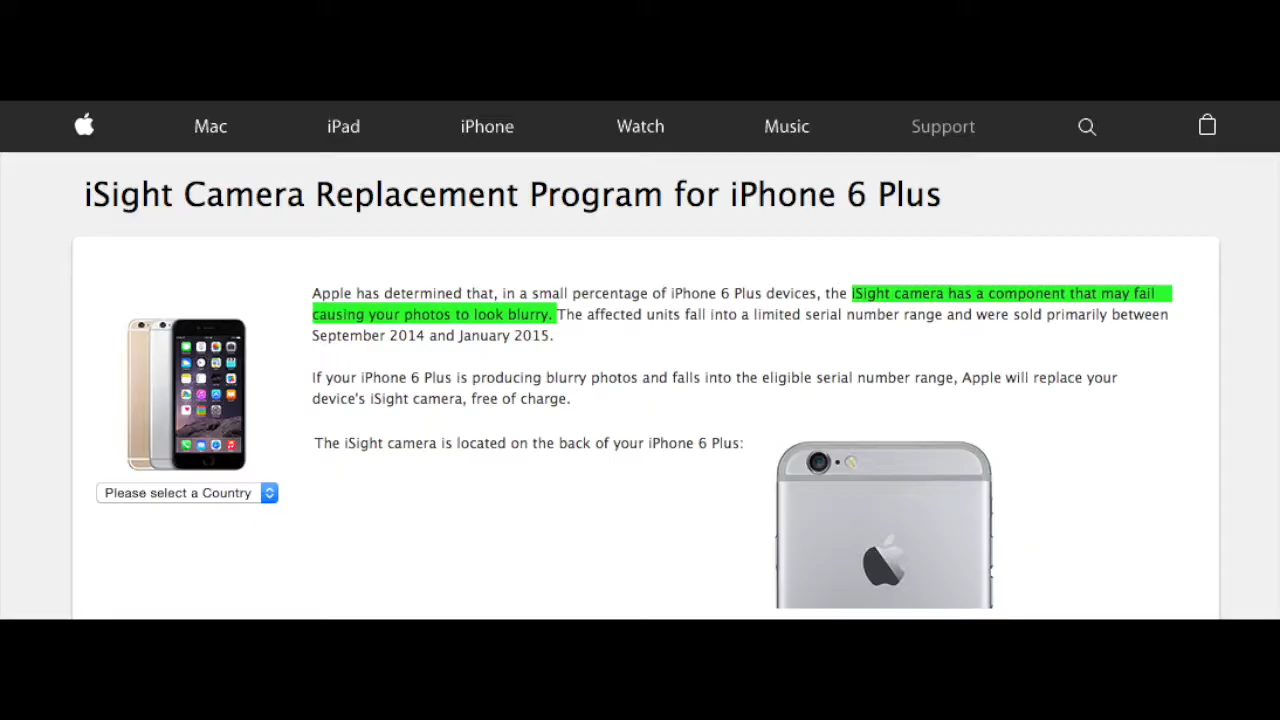 Mac iPad iPhone Watch Music Support
iSight Camera Replacement Program for iPhone 6 Plus
Apple has determined that, in a small percentage of iPhone 6 Plus devices, the iSight camera has a component that may fail
causing your photos to look blurry. The affected units fall into a limited serial number range and were sold primarily between
September 2014 and January 2015.
If your iPhone 6 Plus is producing blurry photos and falls into the eligible serial number range, Apple will replace your
device's iSight camera, free of charge.
The iSight camera is located on the back of your iPhone 6 Plus:
Please select a Country